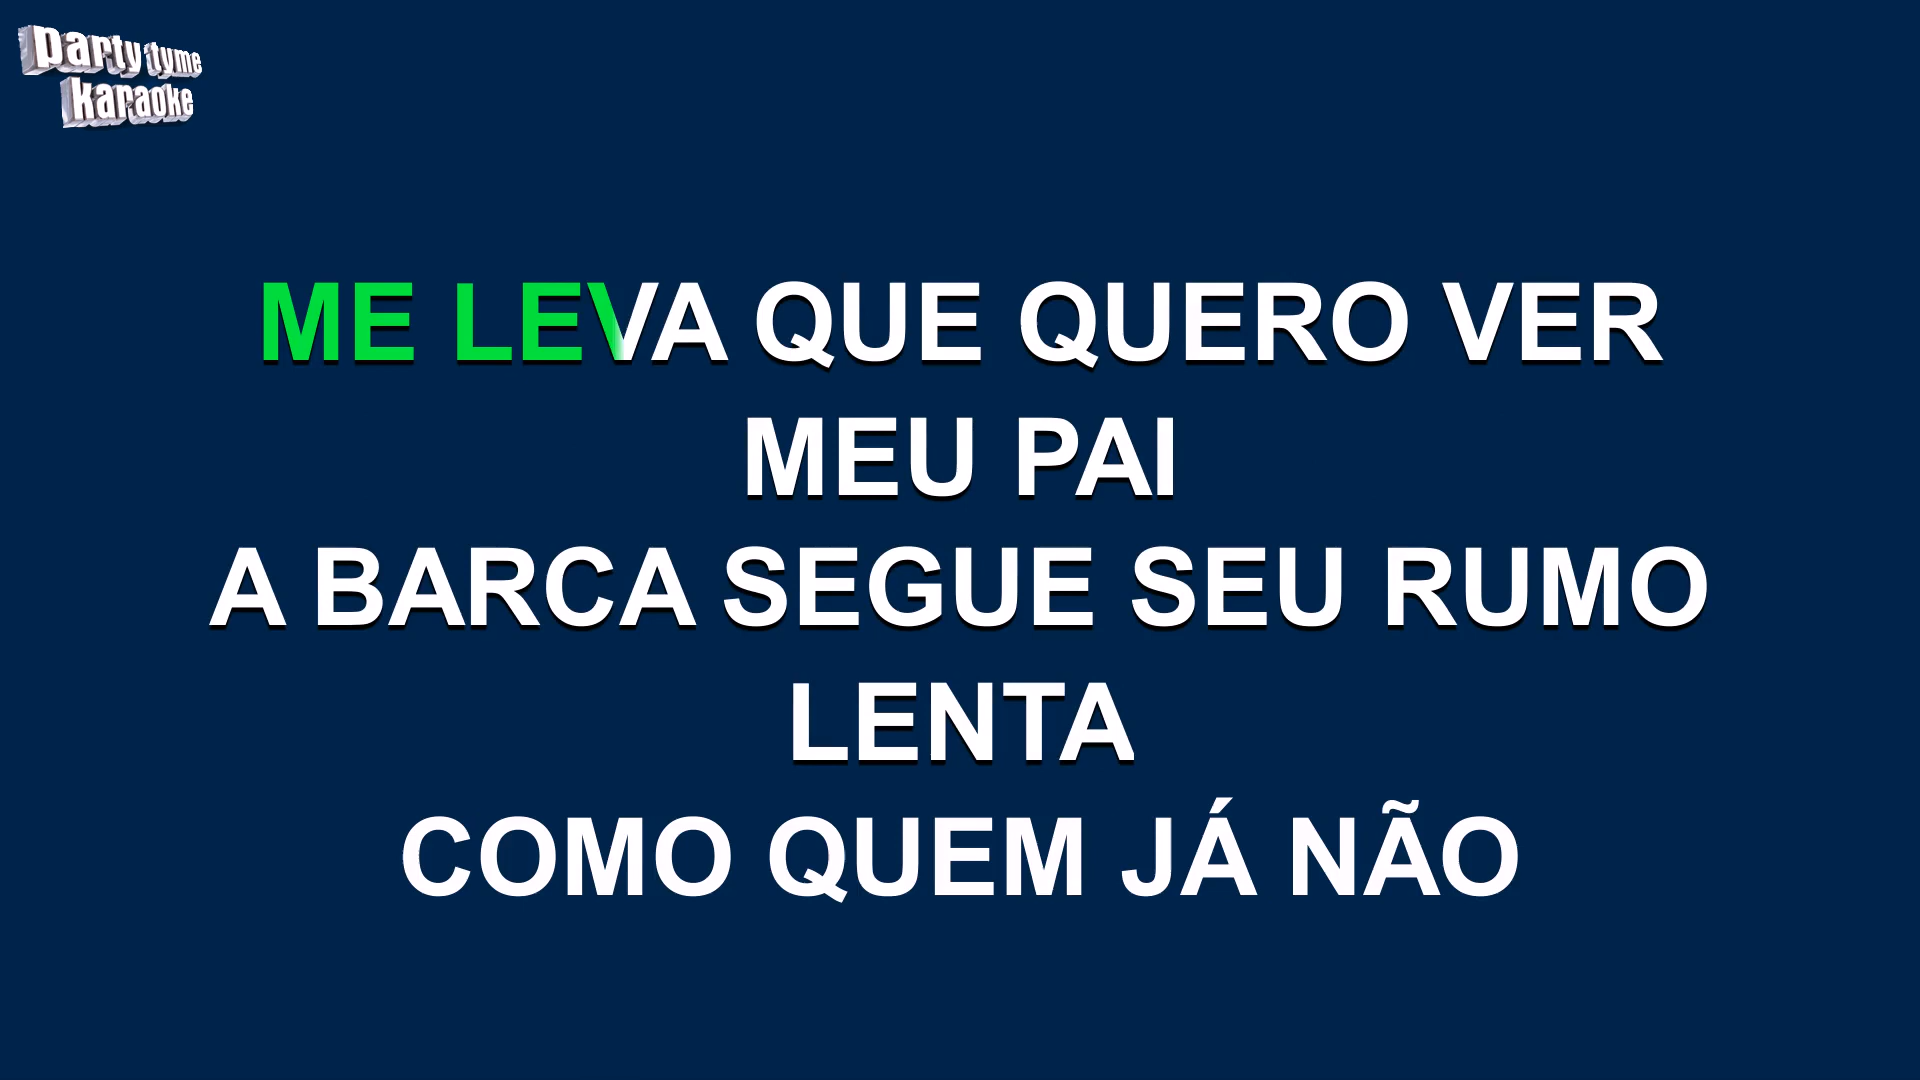 party tyme
karaoke
ME LEVA QUE QUERO VER
MEU PAI
A BARCA SEGUE SEU RUMO
LENTA
COMO QUEM JÁ NÃO